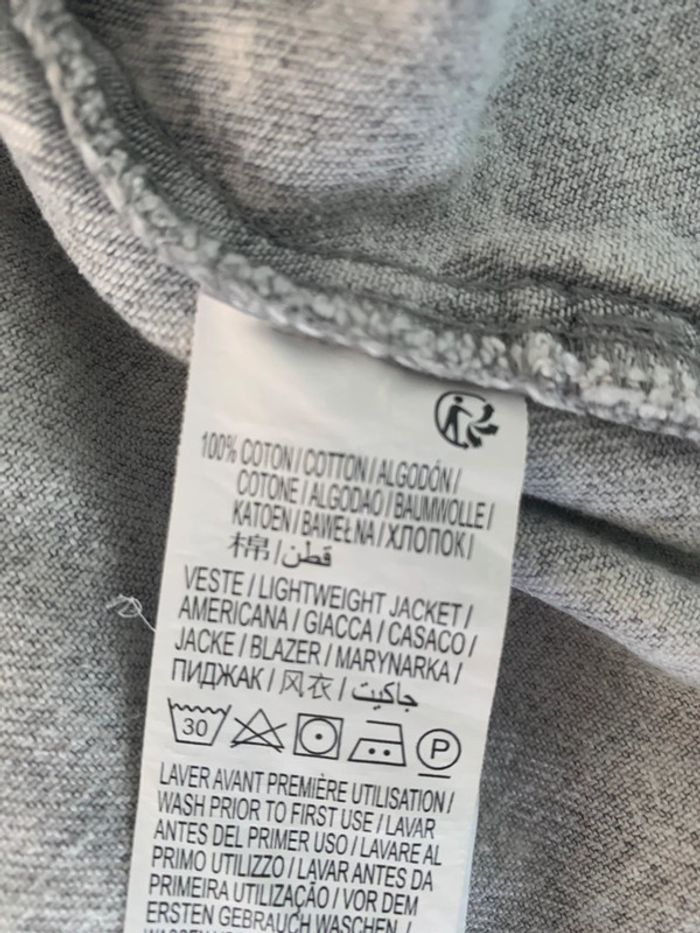 100% COTON / COTTON / ALGODÓN /
COTONE / ALGODAO / BAUMWOLLE /
KATOEN / BAWEŁNA / ХЛОПОК /
棉 / قطن
VESTE / LIGHTWEIGHT JACKET /
AMERICANA / GIACCA / CASACO /
JACKE / BLAZER / MARYNARKA /
ПИДЖАК / 风衣 / جاكيت
30 P
LAVER AVANT PREMIÈRE UTILISATION /
WASH PRIOR TO FIRST USE / LAVAR
ANTES DEL PRIMER USO / LAVARE AL
PRIMO UTILIZZO / LAVAR ANTES DA
PRIMEIRA UTILIZAÇÃO / VOR DEM
ERSTEN GEBRAUCH WASCHEN /